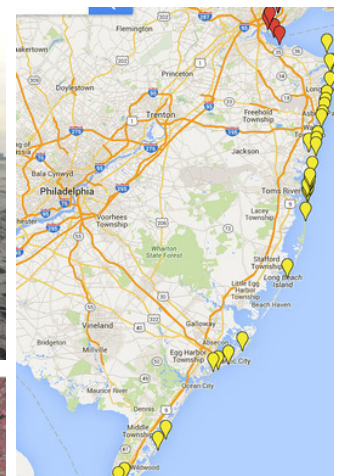 Flemington
Princeton
Doylestown
Trenton
Freehold
Township
Jackson
Bala Cynwyd
Philadelphia
Toms River
Voorhees
Township
Lacey
Township
Wharton
State Forest
Stafford
Township
Long Beach
Island
Little Egg
Harbor
Township
Beach Haven
Vineland
Galloway
Bridgeton
Millville
Absecon
Egg Harbor
Township
Ocean City
Maurice River
Dennis
Middle
Township
Wildwood